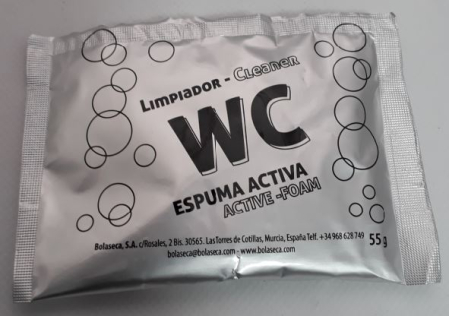 LIMPIADOR - CLEANER
WC
ESPUMA ACTIVA
ACTIVE-FOAM
Bolaseca, S.A. c/Rosales, 2 Bis. 30565. Las Torres de Cotillas, Murcia, España Telf. +34 968 628 749 55 g
bolaseca@bolaseca.com - www.bolaseca.com